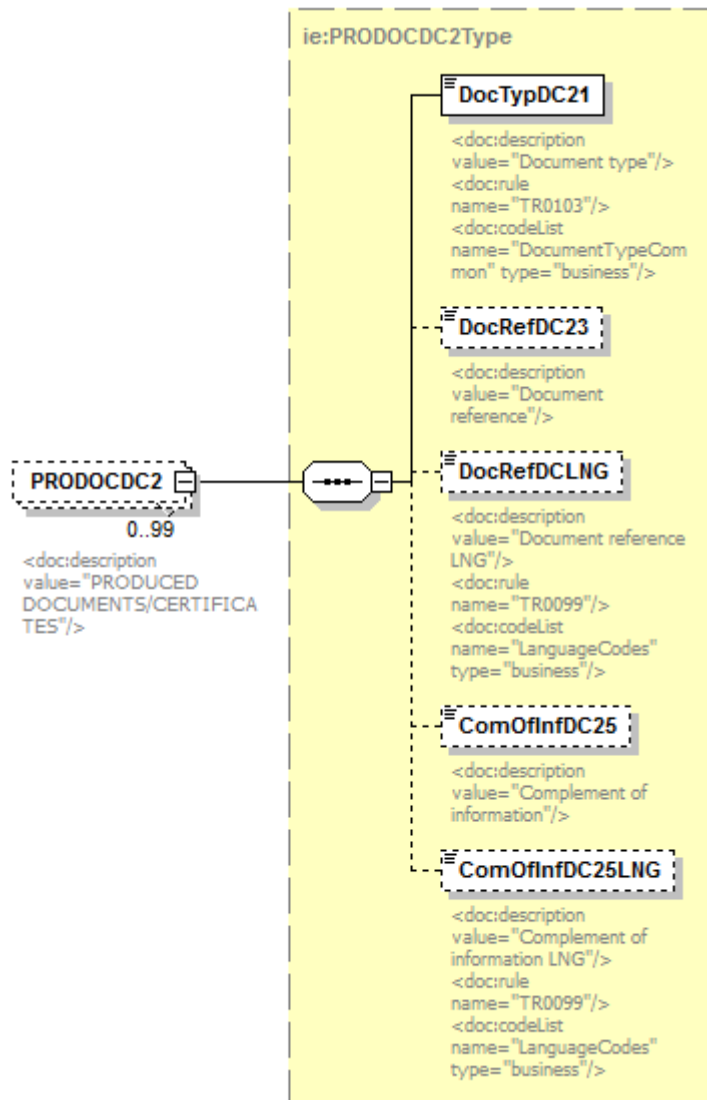 ie:PRODOCDC2Type
DocTypDC21
<doc:description
value="Document type"/>
<doc:rule
name="TR0103"/>
<doc:codeList
name="DocumentTypeCom
mon" type="business"/>
DocRefDC23
<doc:description
value="Document
reference"/>
PRODOCDC2
0..99
<doc:description
value="PRODUCED
DOCUMENTS/CERTIFICA
TES"/>
DocRefDCLNG
<doc:description
value="Document reference
LNG"/>
<doc:rule
name="TR0099"/>
<doc:codeList
name="LanguageCodes"
type="business"/>
ComOfInfDC25
<doc:description
value="Complement of
information"/>
ComOfInfDC25LNG
<doc:description
value="Complement of
information LNG"/>
<doc:rule
name="TR0099"/>
<doc:codeList
name="LanguageCodes"
type="business"/>